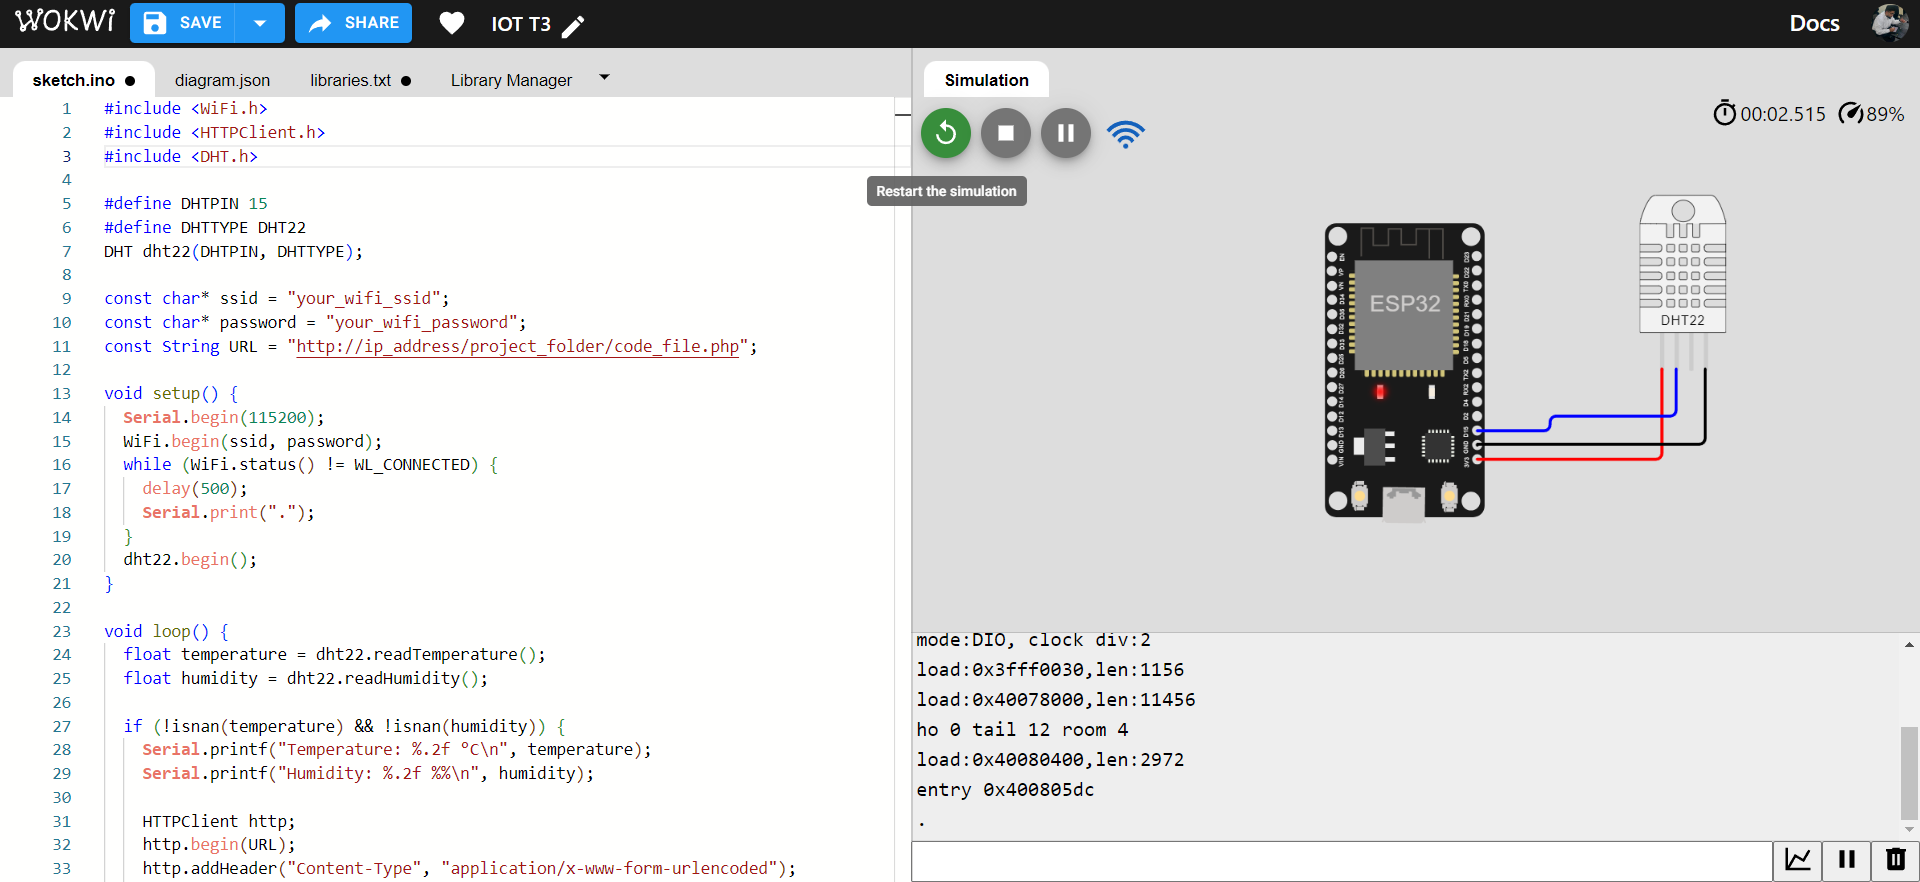 WOKWi SAVE SHARE IOT T3 Docs
sketch.ino diagram.json libraries.txt Library Manager
1 #include <WiFi.h>
2 #include <HTTPClient.h>
3 #include <DHT.h>
4
5 #define DHTPIN 15
6 #define DHTTYPE DHT22
7 DHT dht22(DHTPIN, DHTTYPE);
8
9 const char* ssid = "your_wifi_ssid";
10 const char* password = "your_wifi_password";
11 const String URL = "http://ip_address/project_folder/code_file.php";
12
13 void setup() {
14 Serial.begin(115200);
15 WiFi.begin(ssid, password);
16 while (WiFi.status() != WL_CONNECTED) {
17 delay(500);
18 Serial.print(".");
19 }
20 dht22.begin();
21 }
22
23 void loop() {
24 float temperature = dht22.readTemperature();
25 float humidity = dht22.readHumidity();
26
27 if (!isnan(temperature) && !isnan(humidity)) {
28 Serial.printf("Temperature: %.2f °C\n", temperature);
29 Serial.printf("Humidity: %.2f %%\n", humidity);
30
31 HTTPClient http;
32 http.begin(URL);
33 http.addHeader("Content-Type", "application/x-www-form-urlencoded");
Simulation
00:02.515 89%
Restart the simulation
ESP32
DHT22
mode:DIO, clock div:2
load:0x3fff0030,len:1156
load:0x40078000,len:11456
ho 0 tail 12 room 4
load:0x40080400,len:2972
entry 0x400805dc
.